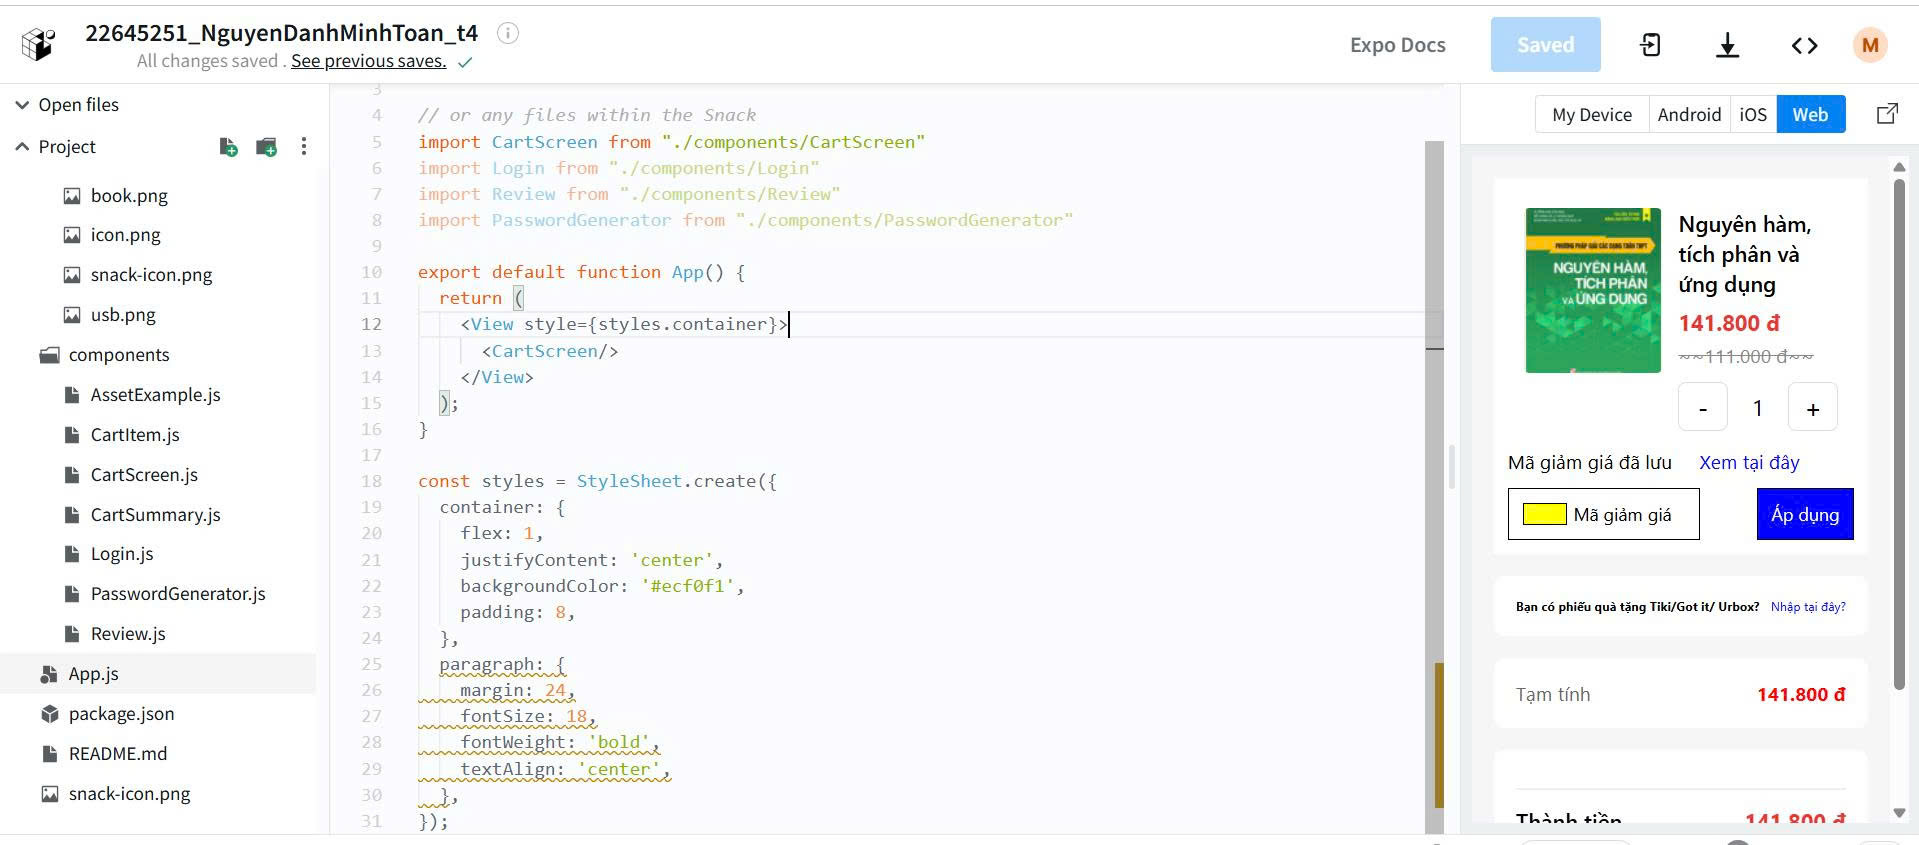 22645251_NguyenDanhMinhToan_t4
All changes saved . See previous saves.
Expo Docs
Saved
M
Open files
Project
book.png
icon.png
snack-icon.png
usb.png
components
AssetExample.js
CartItem.js
CartScreen.js
CartSummary.js
Login.js
PasswordGenerator.js
Review.js
App.js
package.json
README.md
snack-icon.png
3
4 // or any files within the Snack
5 import CartScreen from "./components/CartScreen"
6 import Login from "./components/Login"
7 import Review from "./components/Review"
8 import PasswordGenerator from "./components/PasswordGenerator"
9
10 export default function App() {
11 return (
12 <View style={styles.container}>
13 <CartScreen/>
14 </View>
15 );
16 }
17
18 const styles = StyleSheet.create({
19 container: {
20 flex: 1,
21 justifyContent: 'center',
22 backgroundColor: '#ecf0f1',
23 padding: 8,
24 },
25 paragraph: {
26 margin: 24,
27 fontSize: 18,
28 fontWeight: 'bold',
29 textAlign: 'center',
30 },
31 });
My Device Android iOS Web
PHƯƠNG PHÁP GIẢI CÁC DẠNG TOÁN THPT
NGUYÊN HÀM,
TÍCH PHÂN
VÀ ỨNG DỤNG
Nguyên hàm,
tích phân và
ứng dụng
141.800 đ
~~111.000 đ~~
- 1 +
Mã giảm giá đã lưu Xem tại đây
Mã giảm giá
Áp dụng
Bạn có phiếu quà tặng Tiki/Got it/ Urbox? Nhập tại đây?
Tạm tính 141.800 đ
Thành tiền 141.800 đ